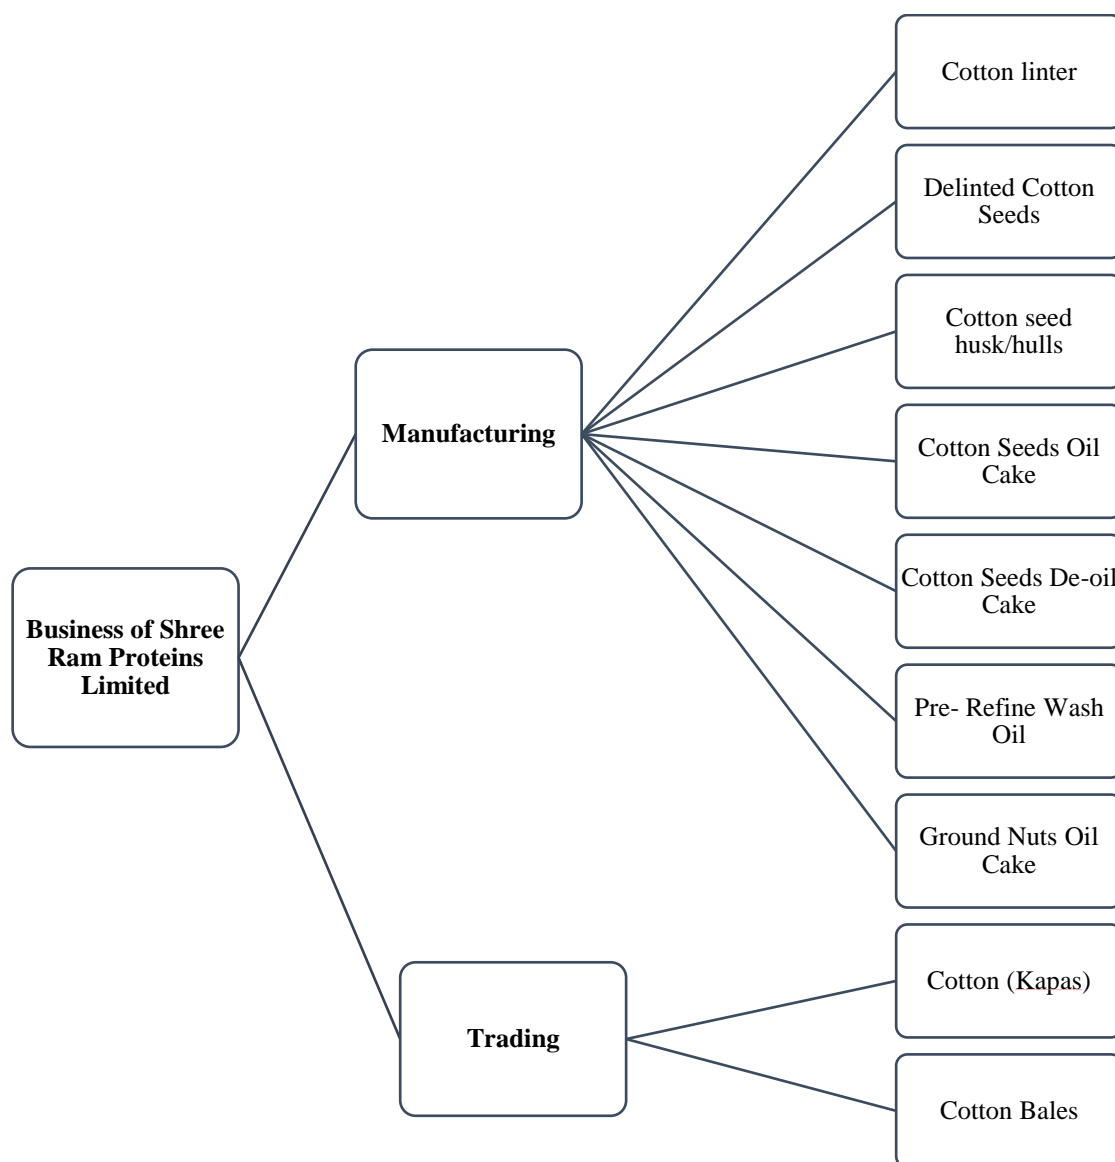 Cotton linter
Delinted Cotton
Seeds
Cotton seed
husk/hulls
Manufacturing
Cotton Seeds Oil
Cake
Cotton Seeds De-oil
Cake
Business of Shree
Ram Proteins
Limited
Pre- Refine Wash
Oil
Ground Nuts Oil
Cake
Cotton (Kapas)
Trading
Cotton Bales